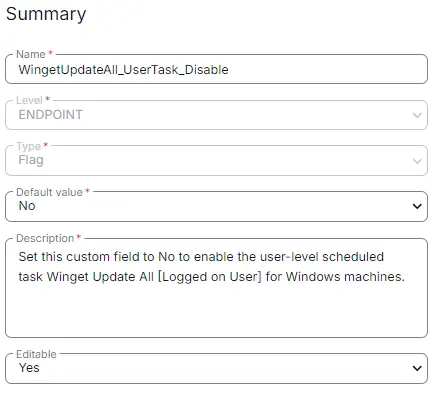 Summary
Name *
WingetUpdateAll_UserTask_Disable
Level *
ENDPOINT
Type *
Flag
Default value *
No
Description *
Set this custom field to No to enable the user-level scheduled
task Winget Update All [Logged on User] for Windows machines.
Editable
Yes